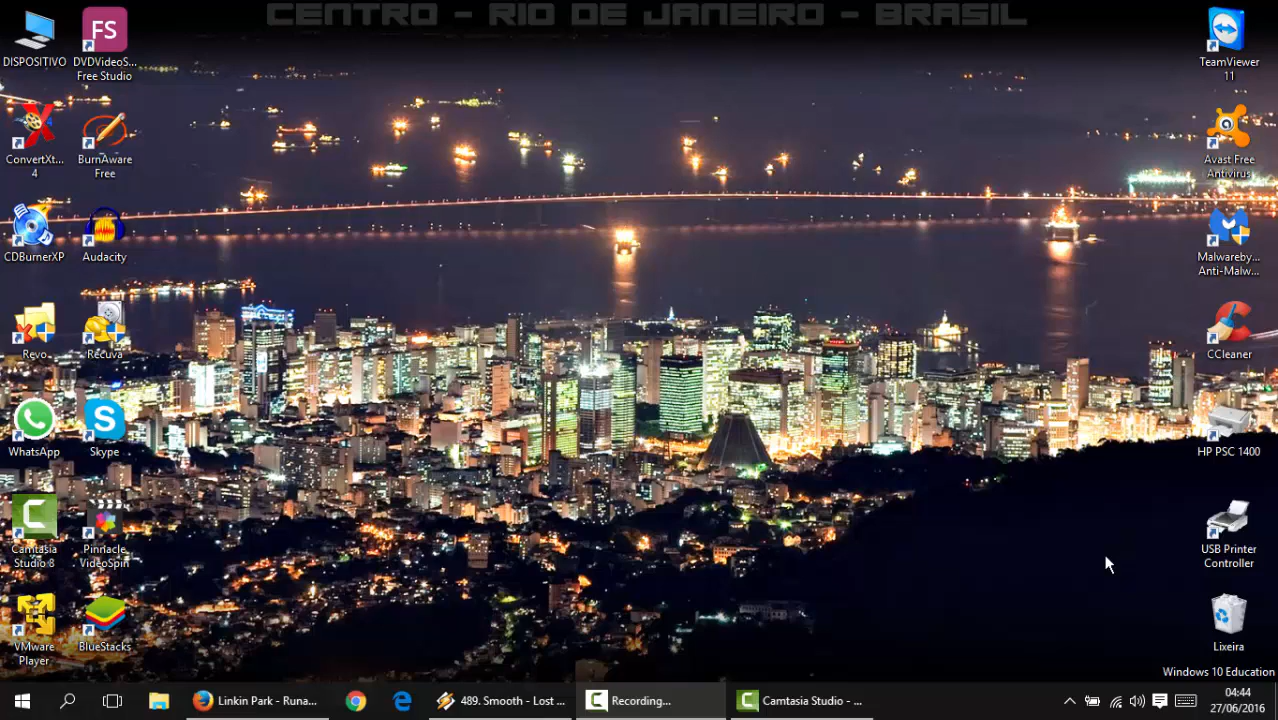 CENTRO - RIO DE JANEIRO - BRASIL
DISPOSITIVO
DVDVideoS...
Free Studio
FS
ConvertXt...
4
BurnAware
Free
CDBurnerXP
Audacity
Revo
Recuva
WhatsApp
Skype
Camtasia
Studio 8
Pinnacle
VideoSpin
VMware
Player
BlueStacks
TeamViewer
11
Avast Free
Antivirus
Malwareby...
Anti-Malw...
CCleaner
HP PSC 1400
USB Printer
Controller
Lixeira
Windows 10 Education
Linkin Park - Runa...
489. Smooth - Lost ...
Recording...
Camtasia Studio - ...
04:44
27/06/2016